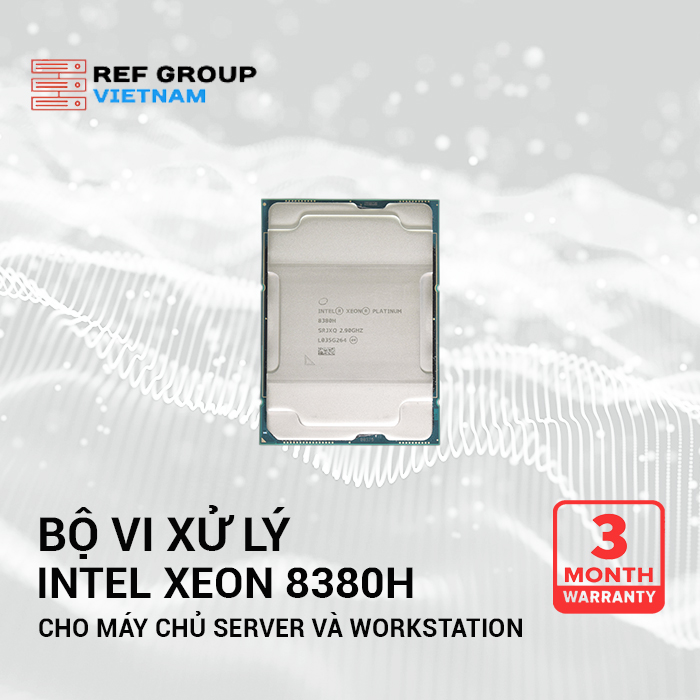 REF GROUP
VIETNAM
INTEL® XEON® PLATINUM
8380H
SRJXQ 2.90GHZ
L035G264
BỘ VI XỬ LÝ
INTEL XEON 8380H
CHO MÁY CHỦ SERVER VÀ WORKSTATION
3
MONTH
WARRANTY